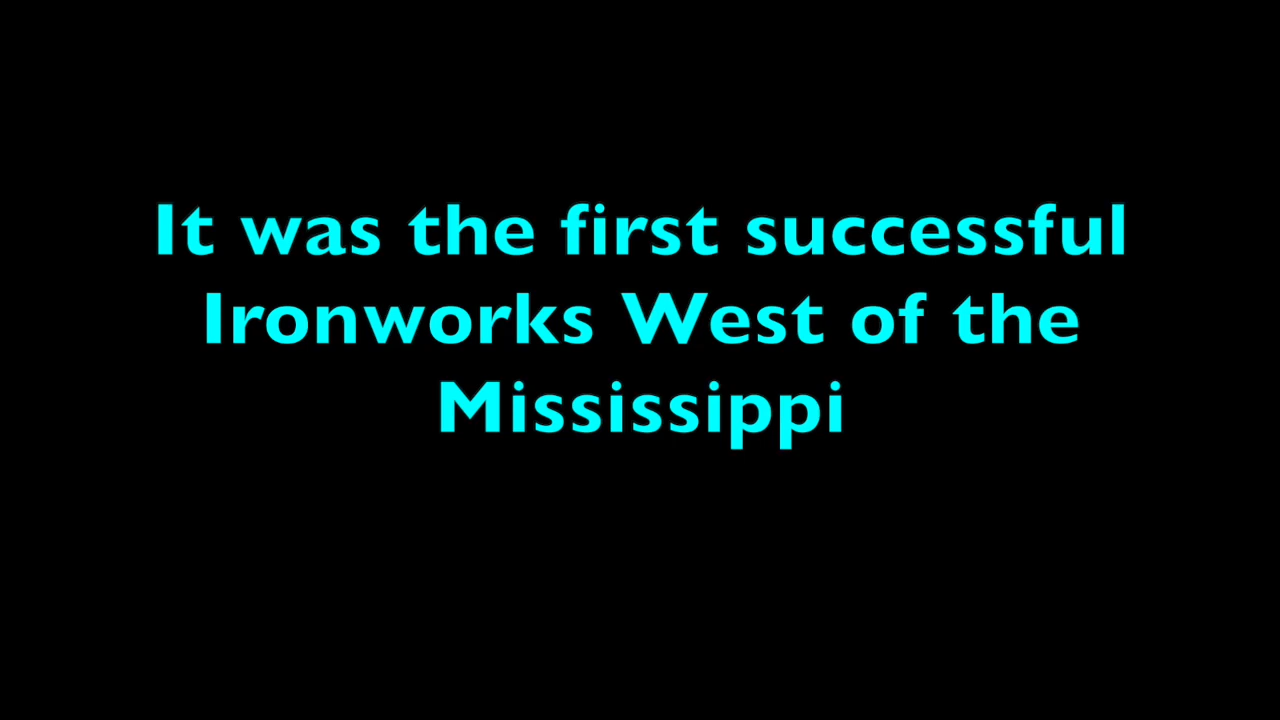 It was the first successful
Ironworks West of the
Mississippi